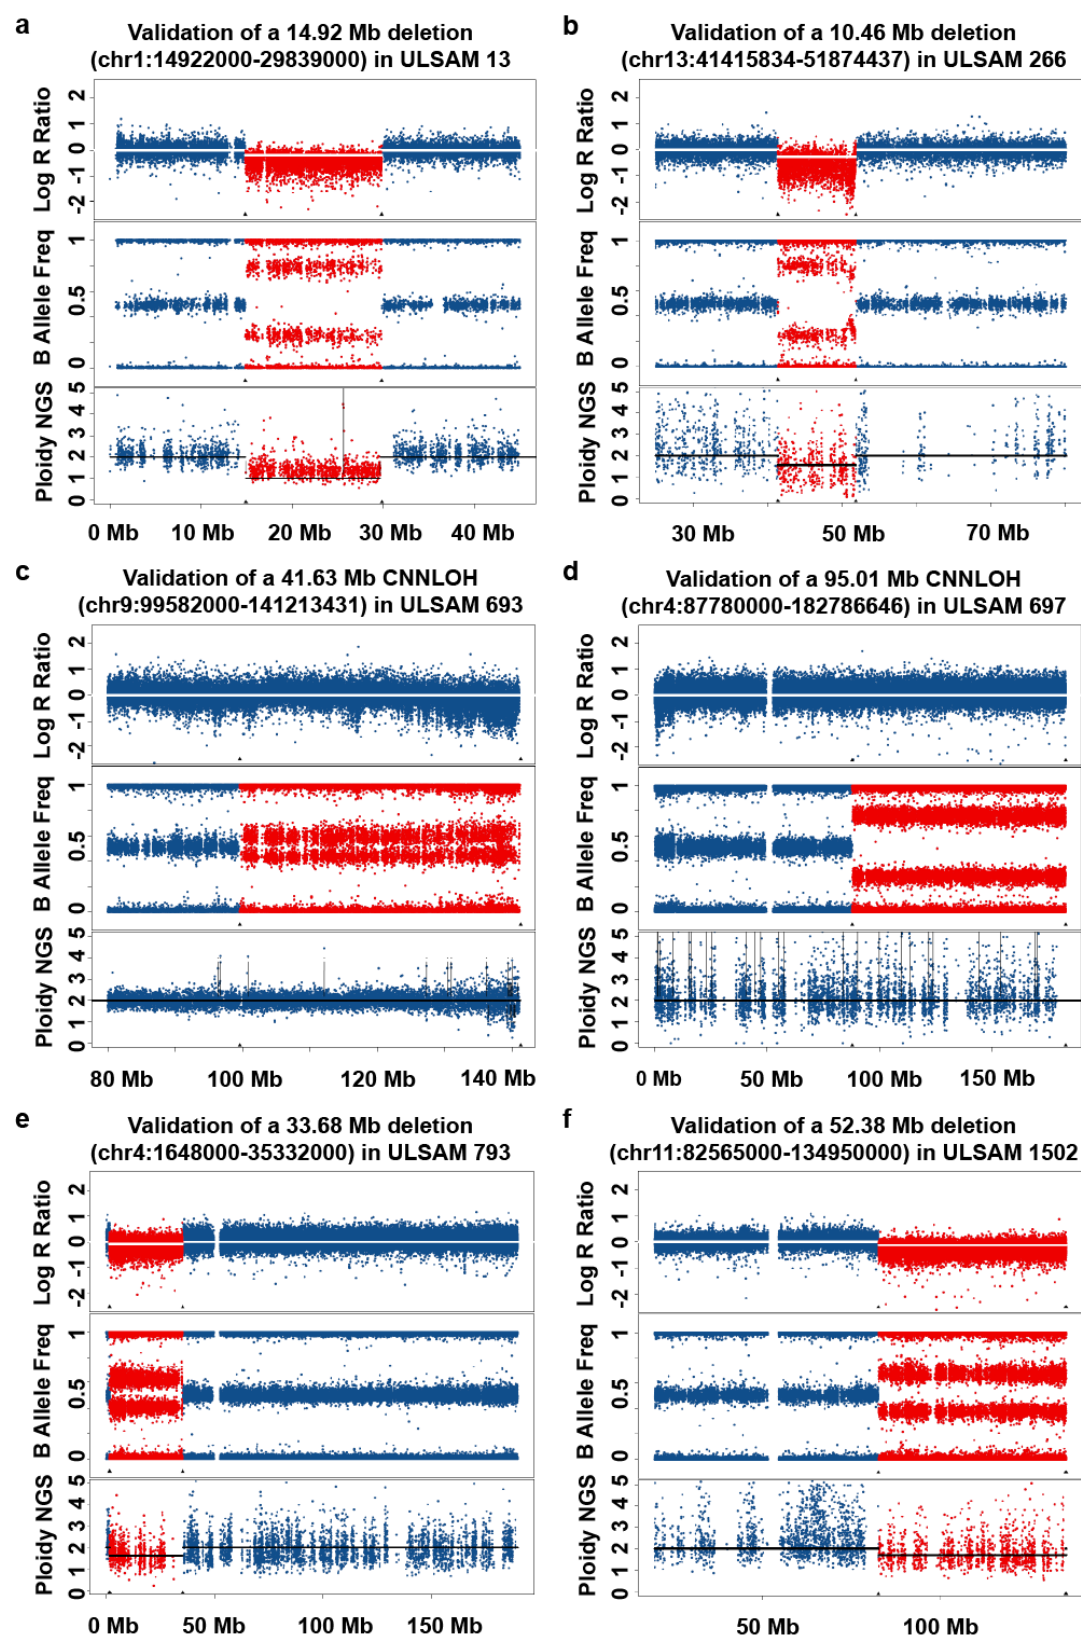 a
Validation of a 14.92 Mb deletion
(chr1:14922000-29839000) in ULSAM 13
Log R Ratio
2
1
0
-1
-2
B Allele Freq
1
0.5
0
Ploidy NGS
5
4
3
2
1
0
0 Mb 10 Mb 20 Mb 30 Mb 40 Mb
b
Validation of a 10.46 Mb deletion
(chr13:41415834-51874437) in ULSAM 266
Log R Ratio
2
1
0
-1
-2
B Allele Freq
1
0.5
0
Ploidy NGS
5
4
3
2
1
0
30 Mb 50 Mb 70 Mb
c
Validation of a 41.63 Mb CNNLOH
(chr9:99582000-141213431) in ULSAM 693
Log R Ratio
2
1
0
-1
-2
B Allele Freq
1
0.5
0
Ploidy NGS
5
4
3
2
1
0
80 Mb 100 Mb 120 Mb 140 Mb
d
Validation of a 95.01 Mb CNNLOH
(chr4:87780000-182786646) in ULSAM 697
Log R Ratio
2
1
0
-1
-2
B Allele Freq
1
0.5
0
Ploidy NGS
5
4
3
2
1
0
0 Mb 50 Mb 100 Mb 150 Mb
e
Validation of a 33.68 Mb deletion
(chr4:1648000-35332000) in ULSAM 793
Log R Ratio
2
1
0
-1
-2
B Allele Freq
1
0.5
0
Ploidy NGS
5
4
3
2
1
0
0 Mb 50 Mb 100 Mb 150 Mb
f
Validation of a 52.38 Mb deletion
(chr11:82565000-134950000) in ULSAM 1502
Log R Ratio
2
1
0
-1
-2
B Allele Freq
1
0.5
0
Ploidy NGS
5
4
3
2
1
0
50 Mb 100 Mb